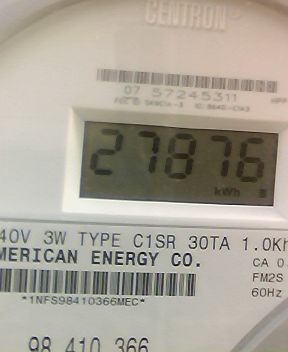 CENTRON®
07 57245311
27876
kWh
40V 3W TYPE C1SR 30TA 1.0Kh
MERICAN ENERGY CO.
CA 0.
FM2S
60Hz
*1NFS98410366MEC*
98 410 366